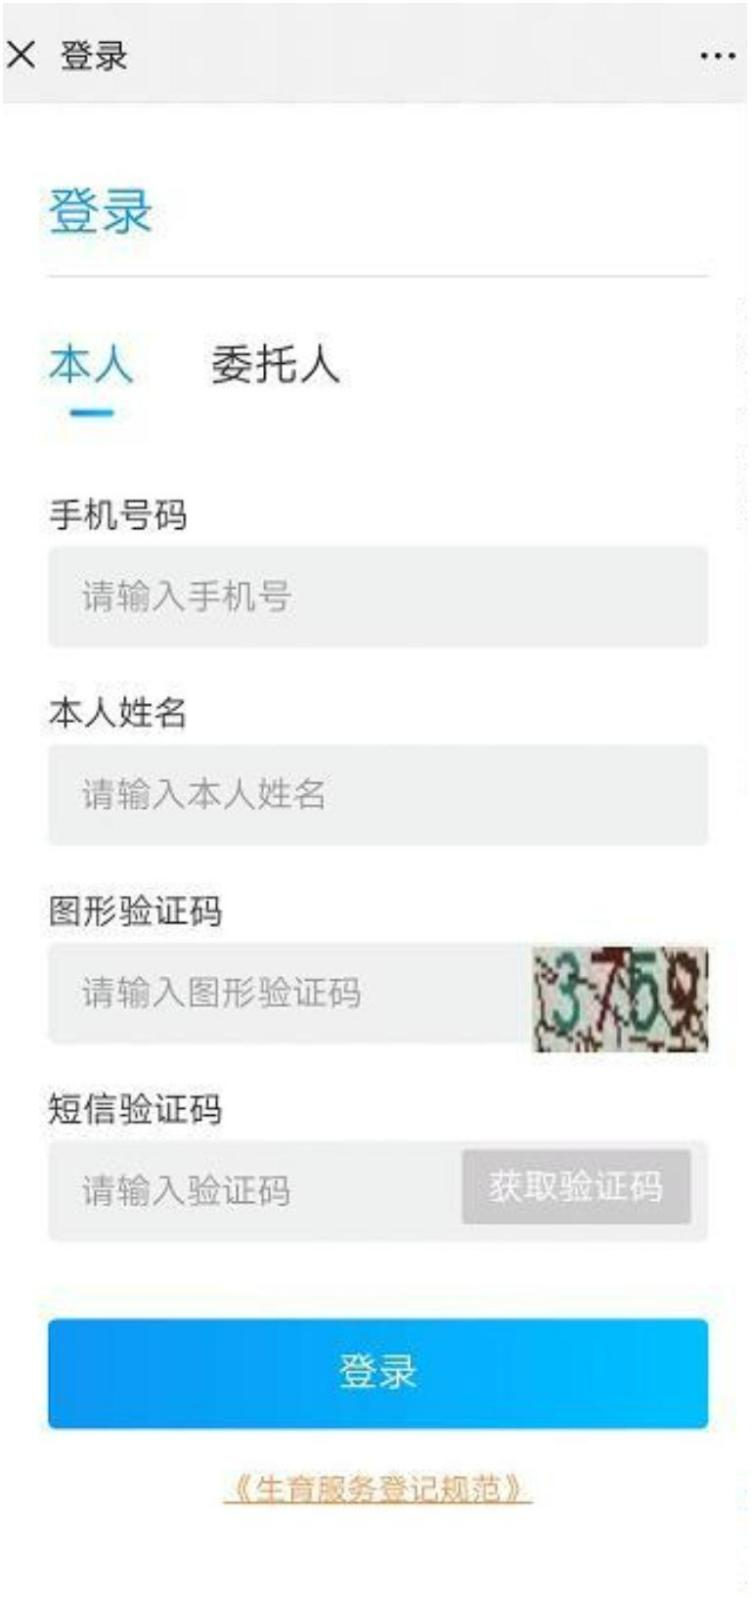 登录
登录
本人 委托人
手机号码
请输入手机号
本人姓名
请输入本人姓名
图形验证码
请输入图形验证码 3759
短信验证码
请输入验证码 获取验证码
登录
《生育服务登记规范》